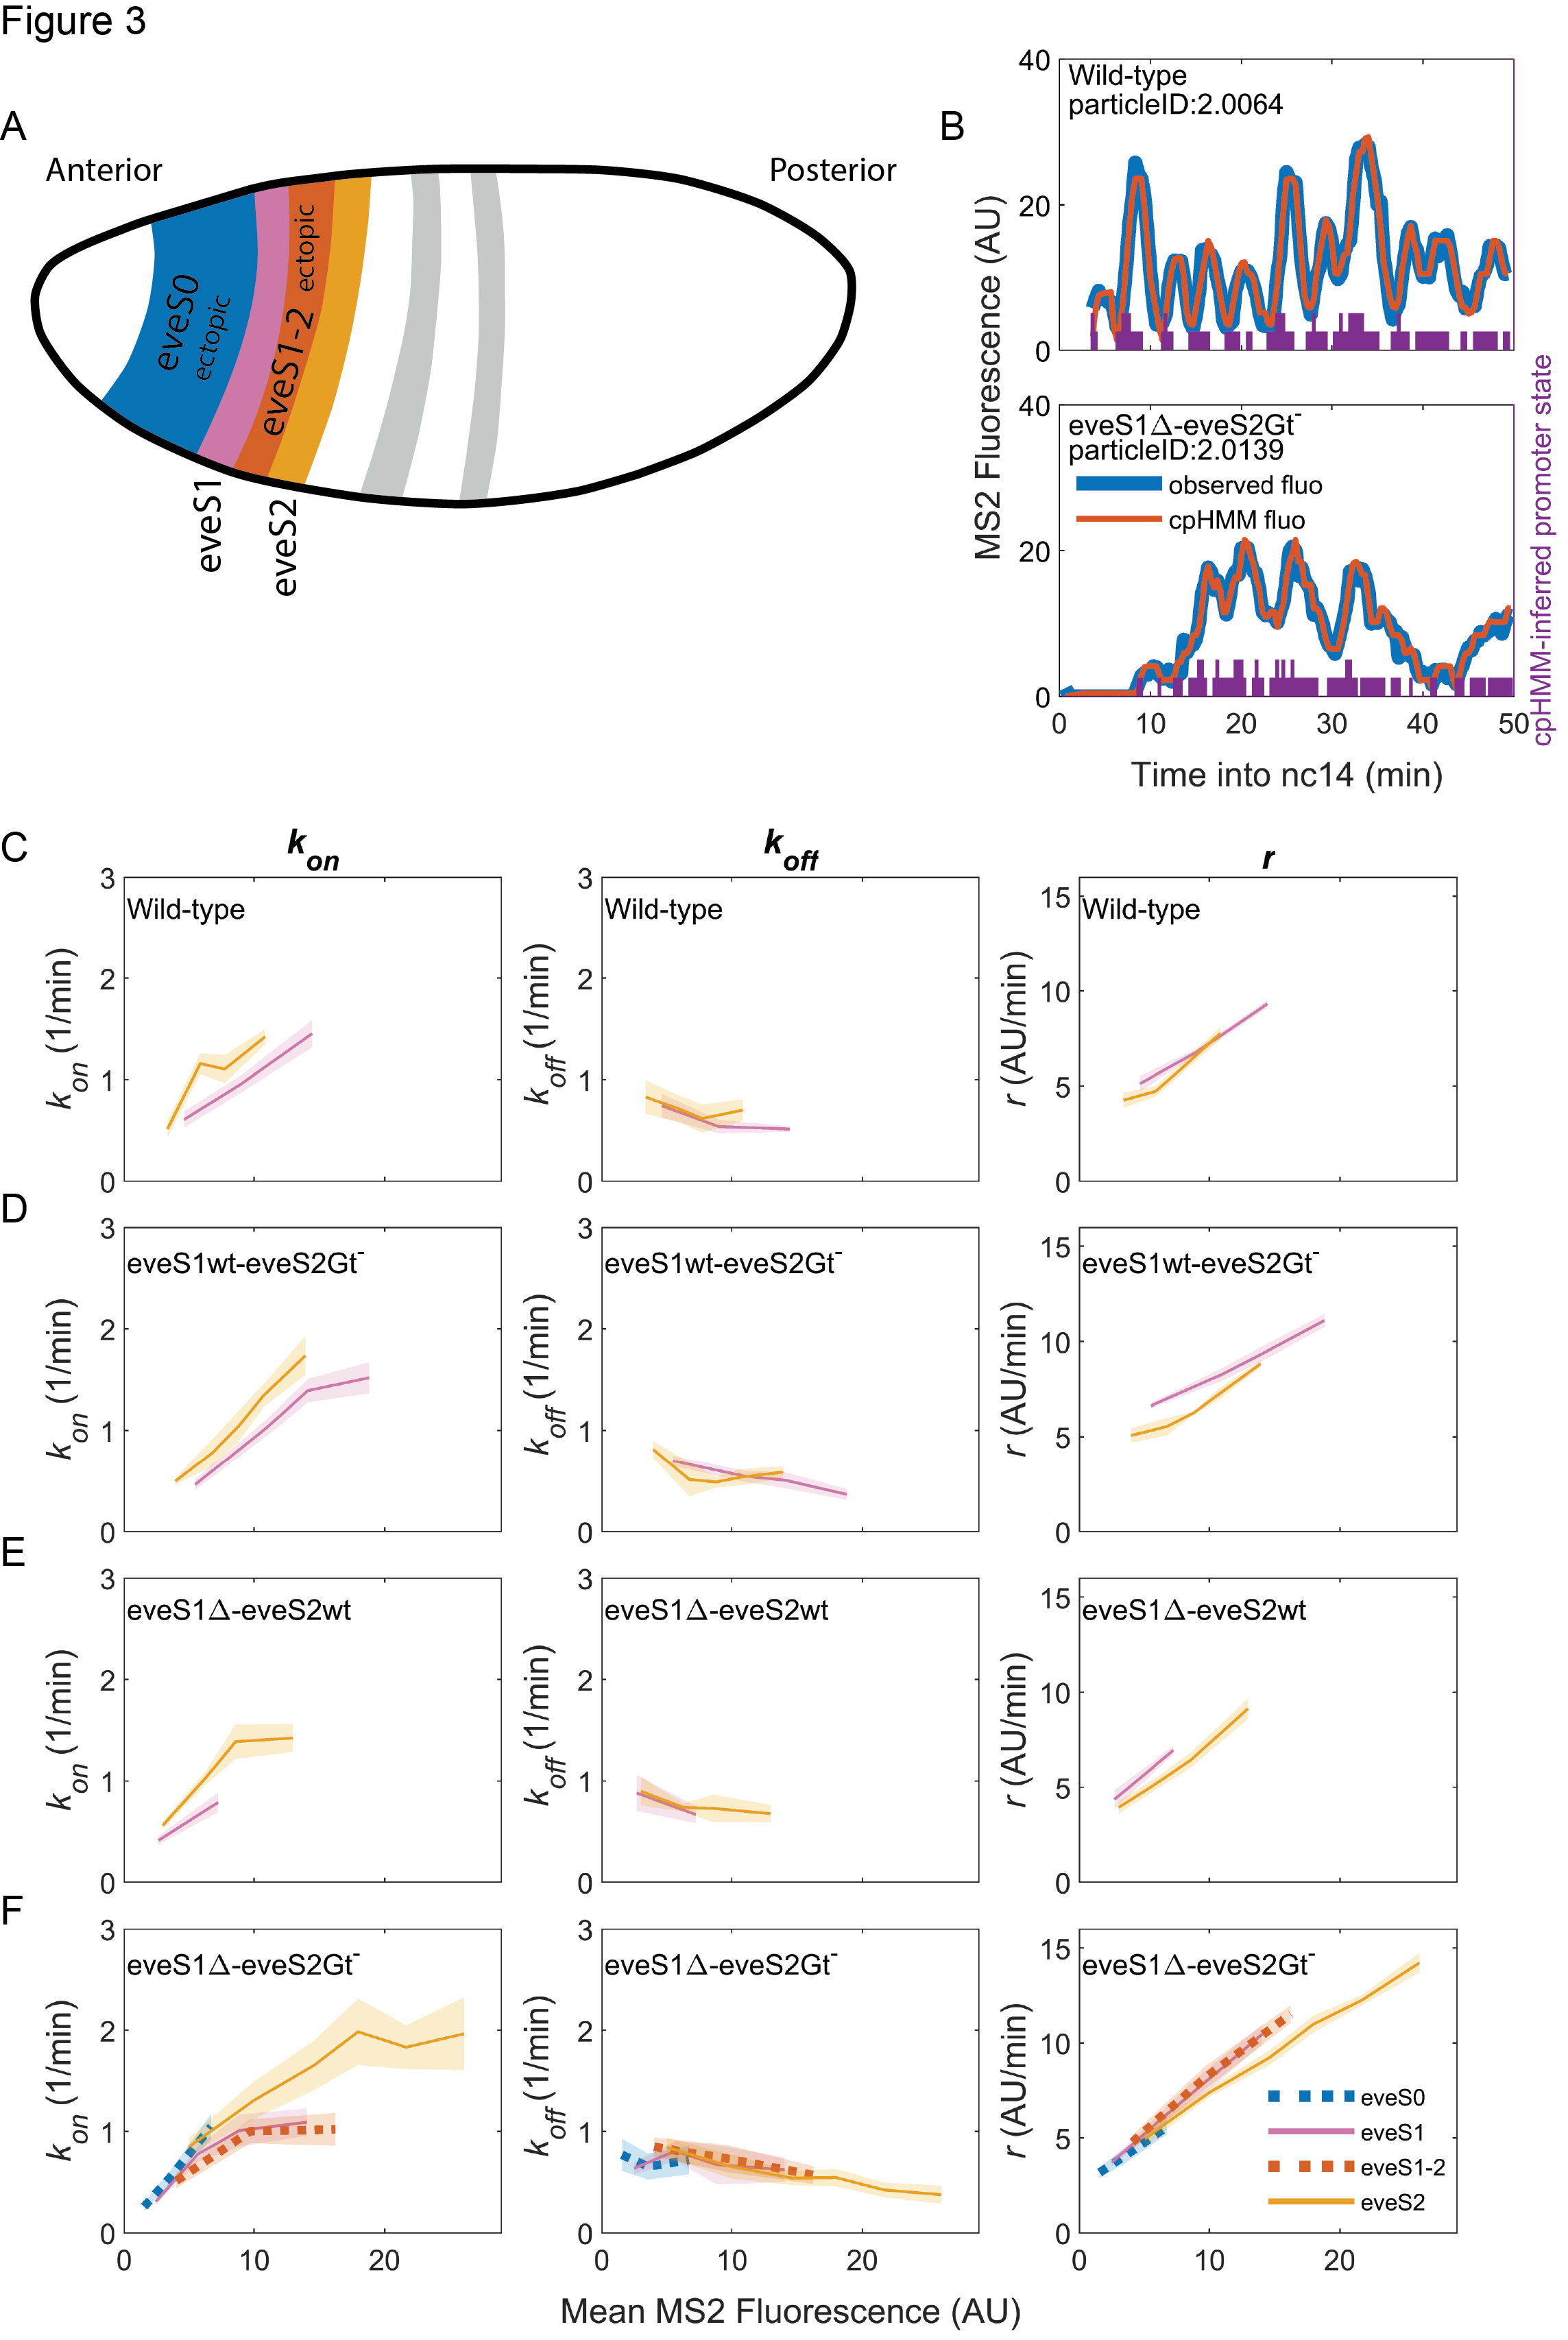 Figure 3
A
Anterior
Posterior
eveS0
ectopic
eveS1-2
ectopic
eveS1
eveS2
B
Wild-type
particleID:2.0064
40
20
0
eveS1Δ-eveS2Gt-
particleID:2.0139
observed fluo
cpHMM fluo
40
20
0
0 10 20 30 40 50
MS2 Fluorescence (AU)
cpHMM-inferred promoter state
Time into nc14 (min)
C
kon
koff
r
Wild-type
Wild-type
Wild-type
kon (1/min)
3
2
1
0
koff (1/min)
3
2
1
0
r (AU/min)
15
10
5
0
D
eveS1wt-eveS2Gt-
eveS1wt-eveS2Gt-
eveS1wt-eveS2Gt-
kon (1/min)
3
2
1
0
koff (1/min)
3
2
1
0
r (AU/min)
15
10
5
0
E
eveS1Δ-eveS2wt
eveS1Δ-eveS2wt
eveS1Δ-eveS2wt
kon (1/min)
3
2
1
0
koff (1/min)
3
2
1
0
r (AU/min)
15
10
5
0
F
eveS1Δ-eveS2Gt-
eveS1Δ-eveS2Gt-
eveS1Δ-eveS2Gt-
kon (1/min)
3
2
1
0
koff (1/min)
3
2
1
0
r (AU/min)
15
10
5
0
eveS0
eveS1
eveS1-2
eveS2
0 10 20
0 10 20
0 10 20
Mean MS2 Fluorescence (AU)